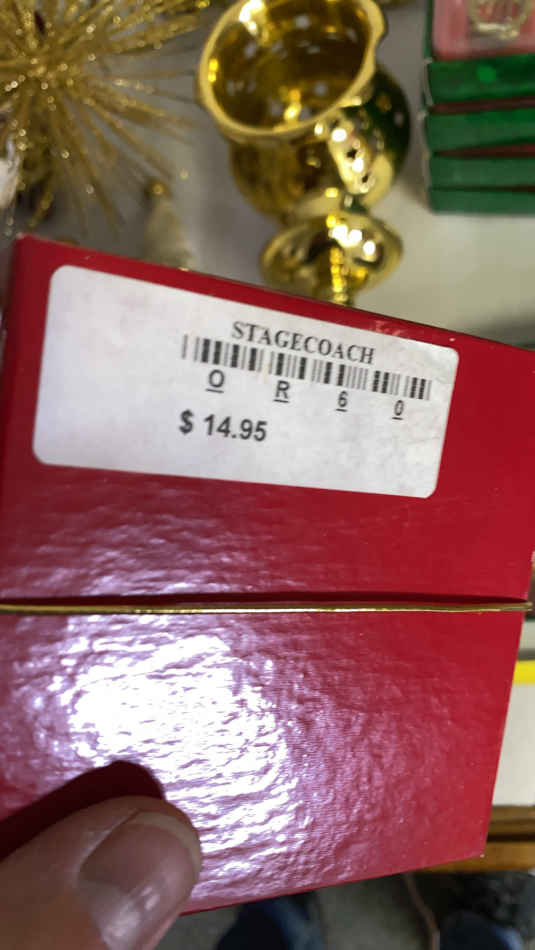 STAGECOACH
O R 6 0
$ 14.95